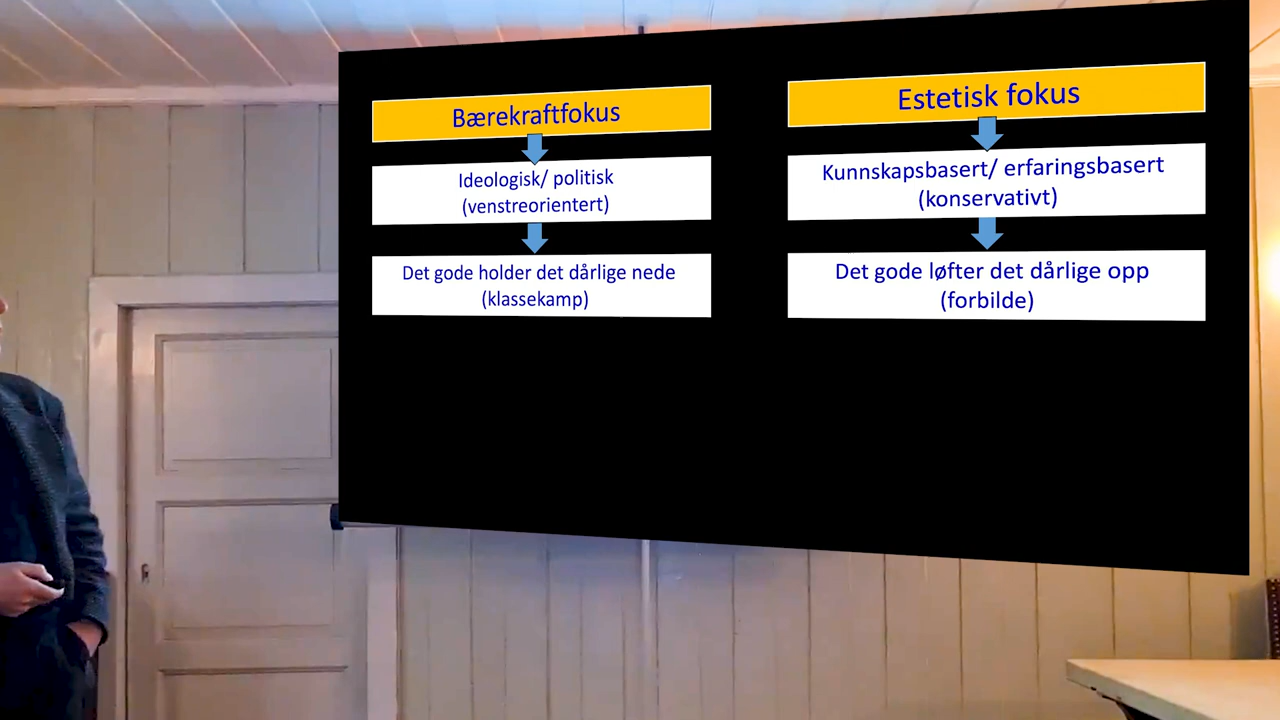 Bærekraftfokus
Ideologisk/ politisk
(venstreorientert)
Det gode holder det dårlige nede
(klassekamp)
Estetisk fokus
Kunnskapsbasert/ erfaringsbasert
(konservativt)
Det gode løfter det dårlige opp
(forbilde)